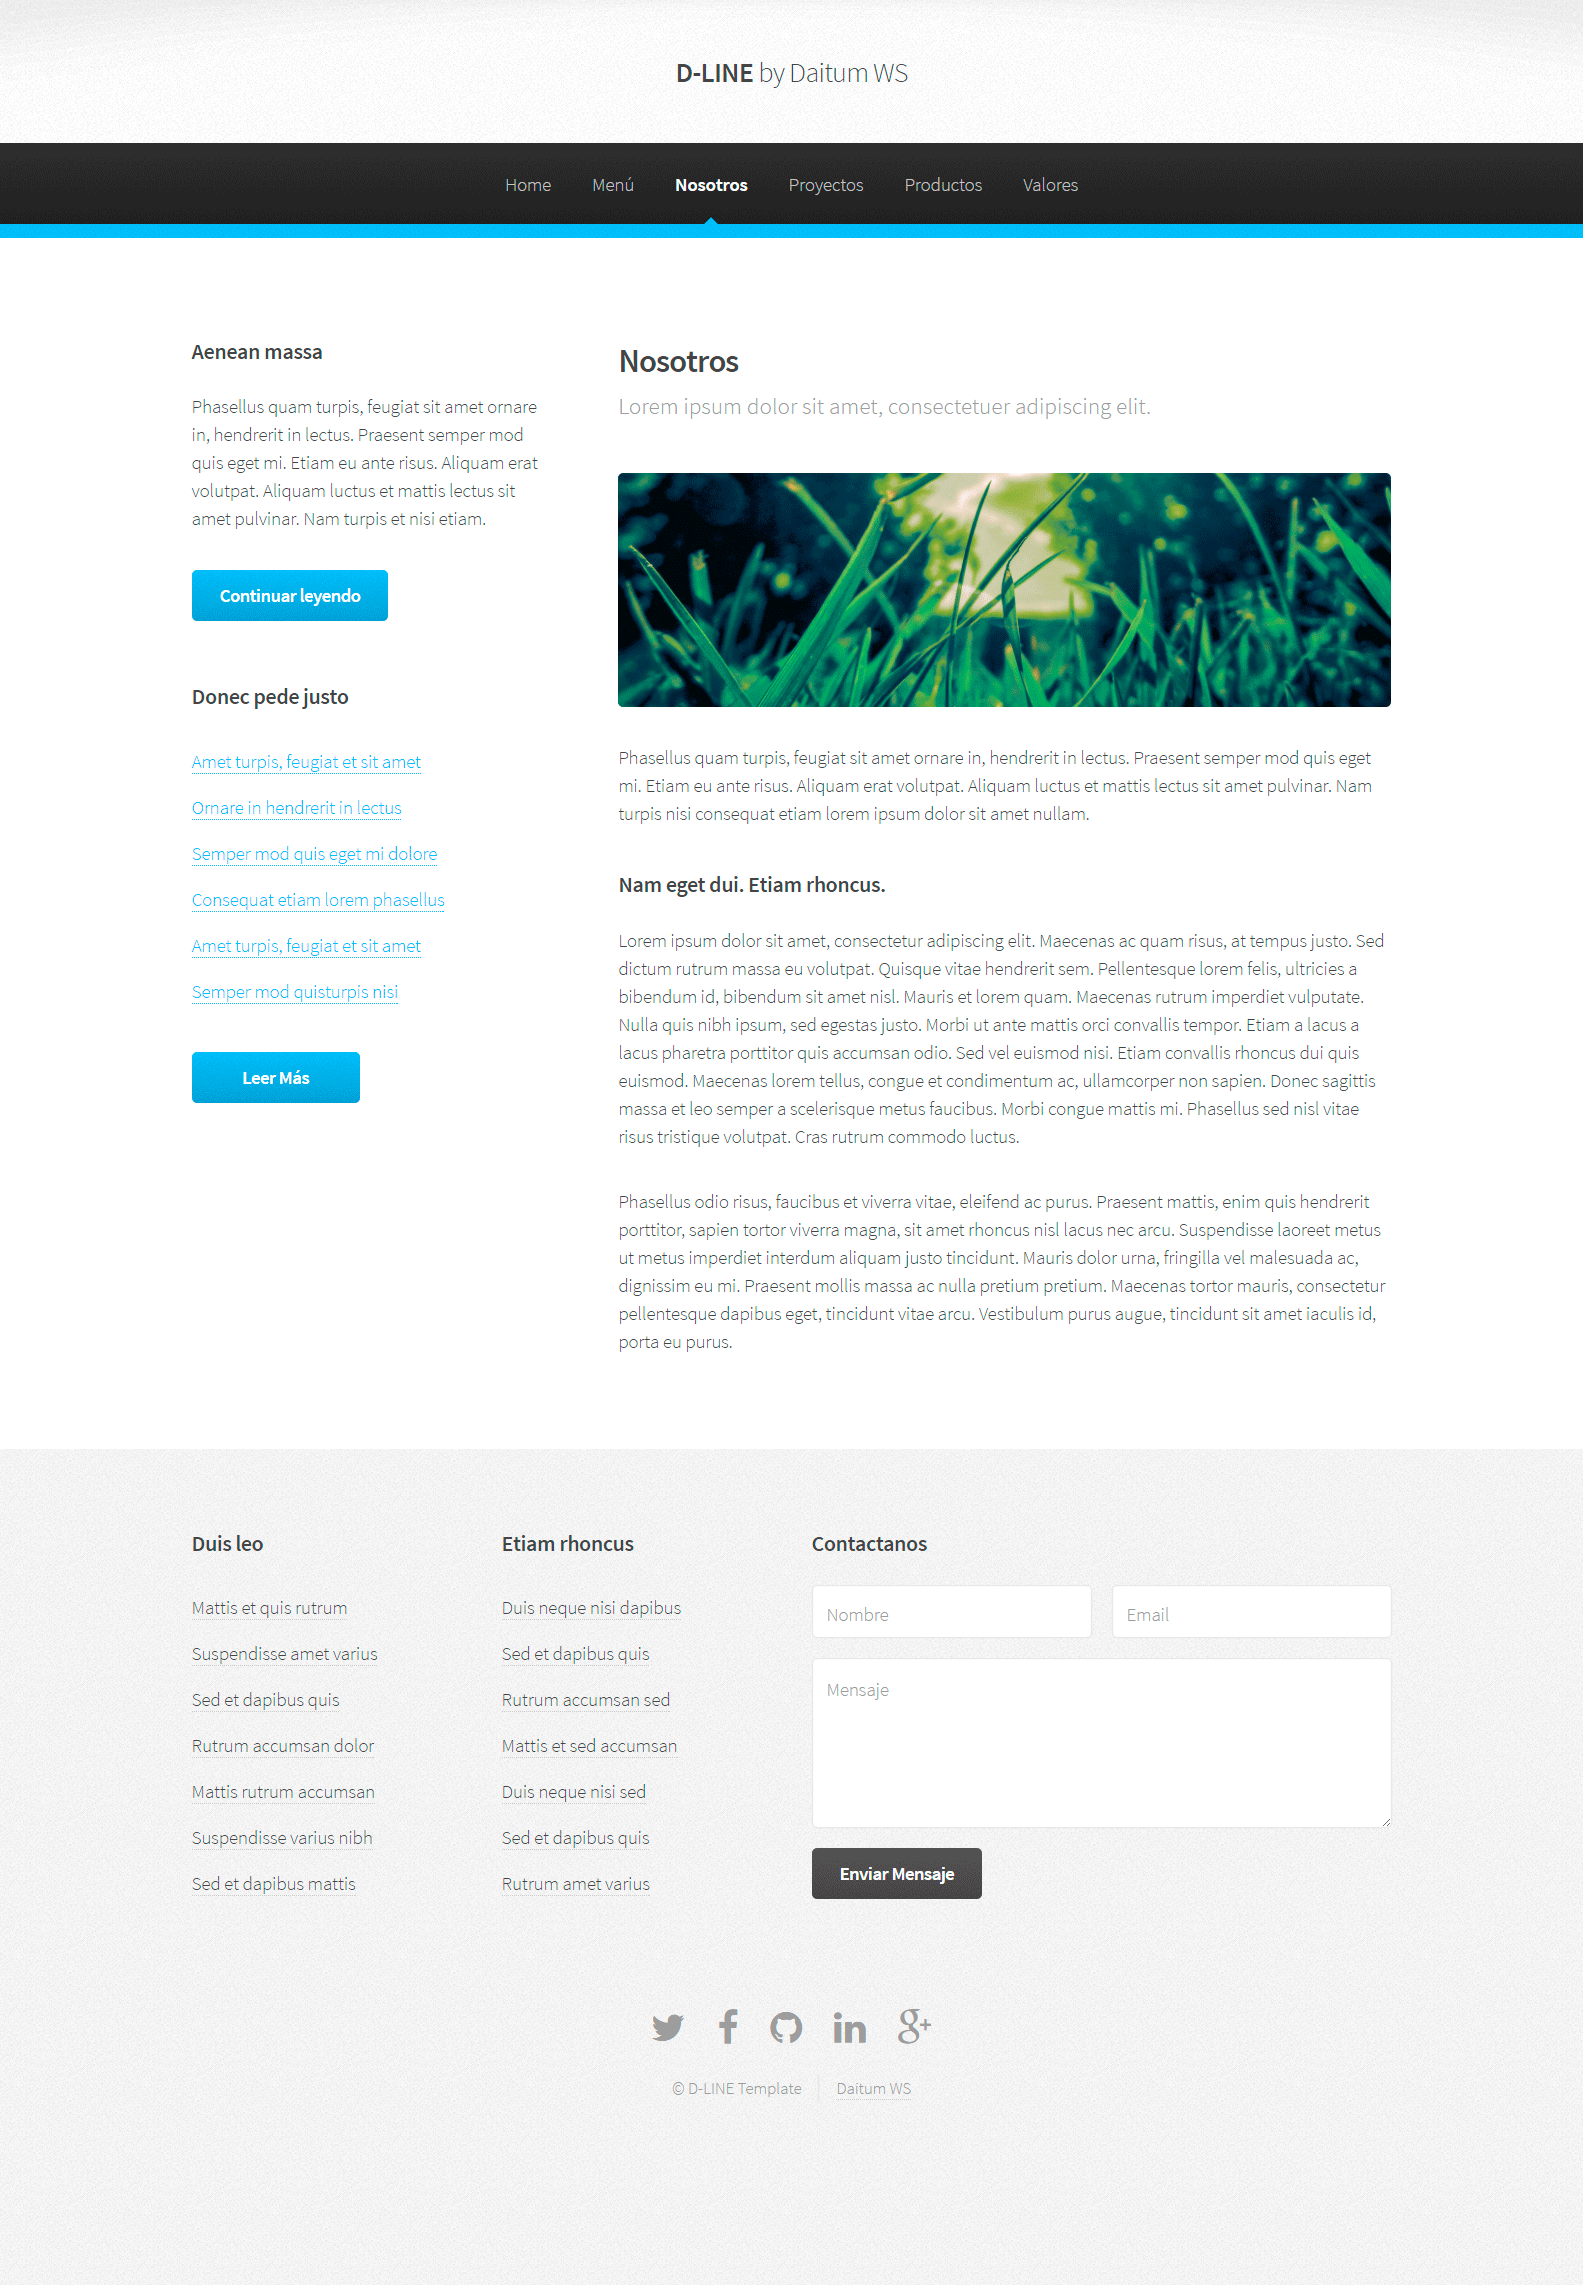 D-LINE by Daitum WS
Home Menú Nosotros Proyectos Productos Valores
Aenean massa
Phasellus quam turpis, feugiat sit amet ornare
in, hendrerit in lectus. Praesent semper mod
quis eget mi. Etiam eu ante risus. Aliquam erat
volutpat. Aliquam luctus et mattis lectus sit
amet pulvinar. Nam turpis et nisi etiam.
Continuar leyendo
Donec pede justo
Amet turpis, feugiat et sit amet
Ornare in hendrerit in lectus
Semper mod quis eget mi dolore
Consequat etiam lorem phasellus
Amet turpis, feugiat et sit amet
Semper mod quisturpis nisi
Leer Más
Nosotros
Lorem ipsum dolor sit amet, consectetuer adipiscing elit.
Phasellus quam turpis, feugiat sit amet ornare in, hendrerit in lectus. Praesent semper mod quis eget
mi. Etiam eu ante risus. Aliquam erat volutpat. Aliquam luctus et mattis lectus sit amet pulvinar. Nam
turpis nisi consequat etiam lorem ipsum dolor sit amet nullam.
Nam eget dui. Etiam rhoncus.
Lorem ipsum dolor sit amet, consectetur adipiscing elit. Maecenas ac quam risus, at tempus justo. Sed
dictum rutrum massa eu volutpat. Quisque vitae hendrerit sem. Pellentesque lorem felis, ultricies a
bibendum id, bibendum sit amet nisl. Mauris et lorem quam. Maecenas rutrum imperdiet vulputate.
Nulla quis nibh ipsum, sed egestas justo. Morbi ut ante mattis orci convallis tempor. Etiam a lacus a
lacus pharetra porttitor quis accumsan odio. Sed vel euismod nisi. Etiam convallis rhoncus dui quis
euismod. Maecenas lorem tellus, congue et condimentum ac, ullamcorper non sapien. Donec sagittis
massa et leo semper a scelerisque metus faucibus. Morbi congue mattis mi. Phasellus sed nisl vitae
risus tristique volutpat. Cras rutrum commodo luctus.
Phasellus odio risus, faucibus et viverra vitae, eleifend ac purus. Praesent mattis, enim quis hendrerit
porttitor, sapien tortor viverra magna, sit amet rhoncus nisl lacus nec arcu. Suspendisse laoreet metus
ut metus imperdiet interdum aliquam justo tincidunt. Mauris dolor urna, fringilla vel malesuada ac,
dignissim eu mi. Praesent mollis massa ac nulla pretium pretium. Maecenas tortor mauris, consectetur
pellentesque dapibus eget, tincidunt vitae arcu. Vestibulum purus augue, tincidunt sit amet iaculis id,
porta eu purus.
Duis leo
Mattis et quis rutrum
Suspendisse amet varius
Sed et dapibus quis
Rutrum accumsan dolor
Mattis rutrum accumsan
Suspendisse varius nibh
Sed et dapibus mattis
Etiam rhoncus
Duis neque nisi dapibus
Sed et dapibus quis
Rutrum accumsan sed
Mattis et sed accumsan
Duis neque nisi sed
Sed et dapibus quis
Rutrum amet varius
Contactanos
Nombre Email
Mensaje
Enviar Mensaje
© D-LINE Template Daitum WS